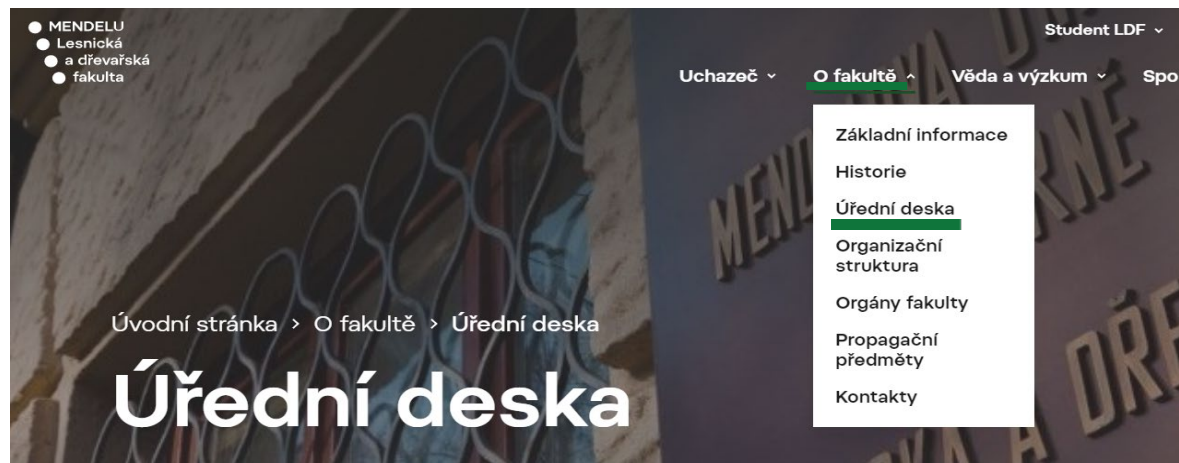 MENDELU
Lesnická
a dřevařská
fakulta
Student LDF
Uchazeč
O fakultě
Věda a výzkum
Spo
Základní informace
Historie
Úřední deska
Organizační
struktura
Orgány fakulty
Propagační
předměty
Kontakty
Úvodní stránka > O fakultě > Úřední deska
Úřední deska